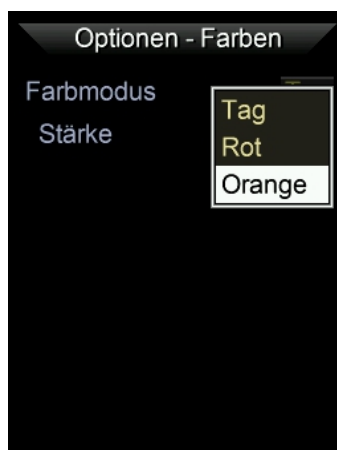 Optionen - Farben
Farbmodus
Tag
Stärke
Rot
Orange